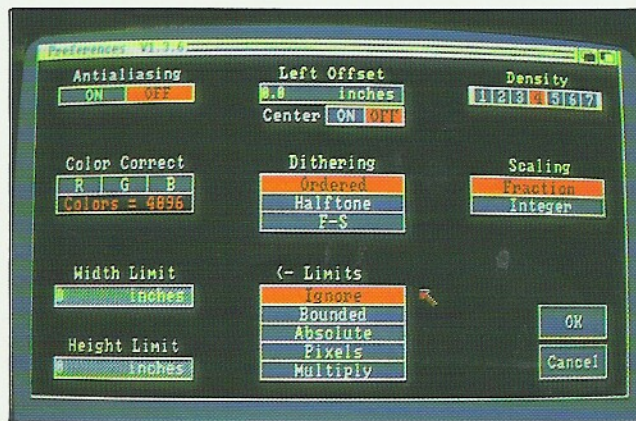 Preferences V1.3.6
Antialiasing
ON OFF
Left Offset
0.0 inches
Center ON OFF
Density
1 2 3 4 5 6 7
Color Correct
R G B
Colors = 4096
Dithering
Ordered
Halftone
F-S
Scaling
Fraction
Integer
Width Limit
0 inches
Height Limit
0 inches
<- Limits
Ignore
Bounded
Absolute
Pixels
Multiply
OK
Cancel